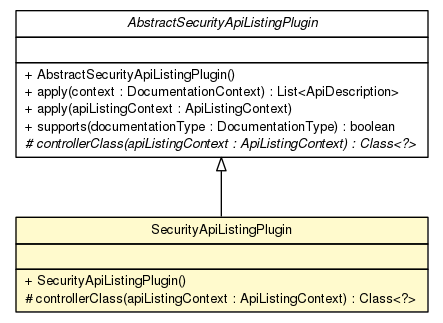 AbstractSecurityApiListingPlugin
+ AbstractSecurityApiListingPlugin()
+ apply(context : DocumentationContext) : List<ApiDescription>
+ apply(apiListingContext : ApiListingContext)
+ supports(documentationType : DocumentationType) : boolean
# controllerClass(apiListingContext : ApiListingContext) : Class<?>
SecurityApiListingPlugin
+ SecurityApiListingPlugin()
# controllerClass(apiListingContext : ApiListingContext) : Class<?>